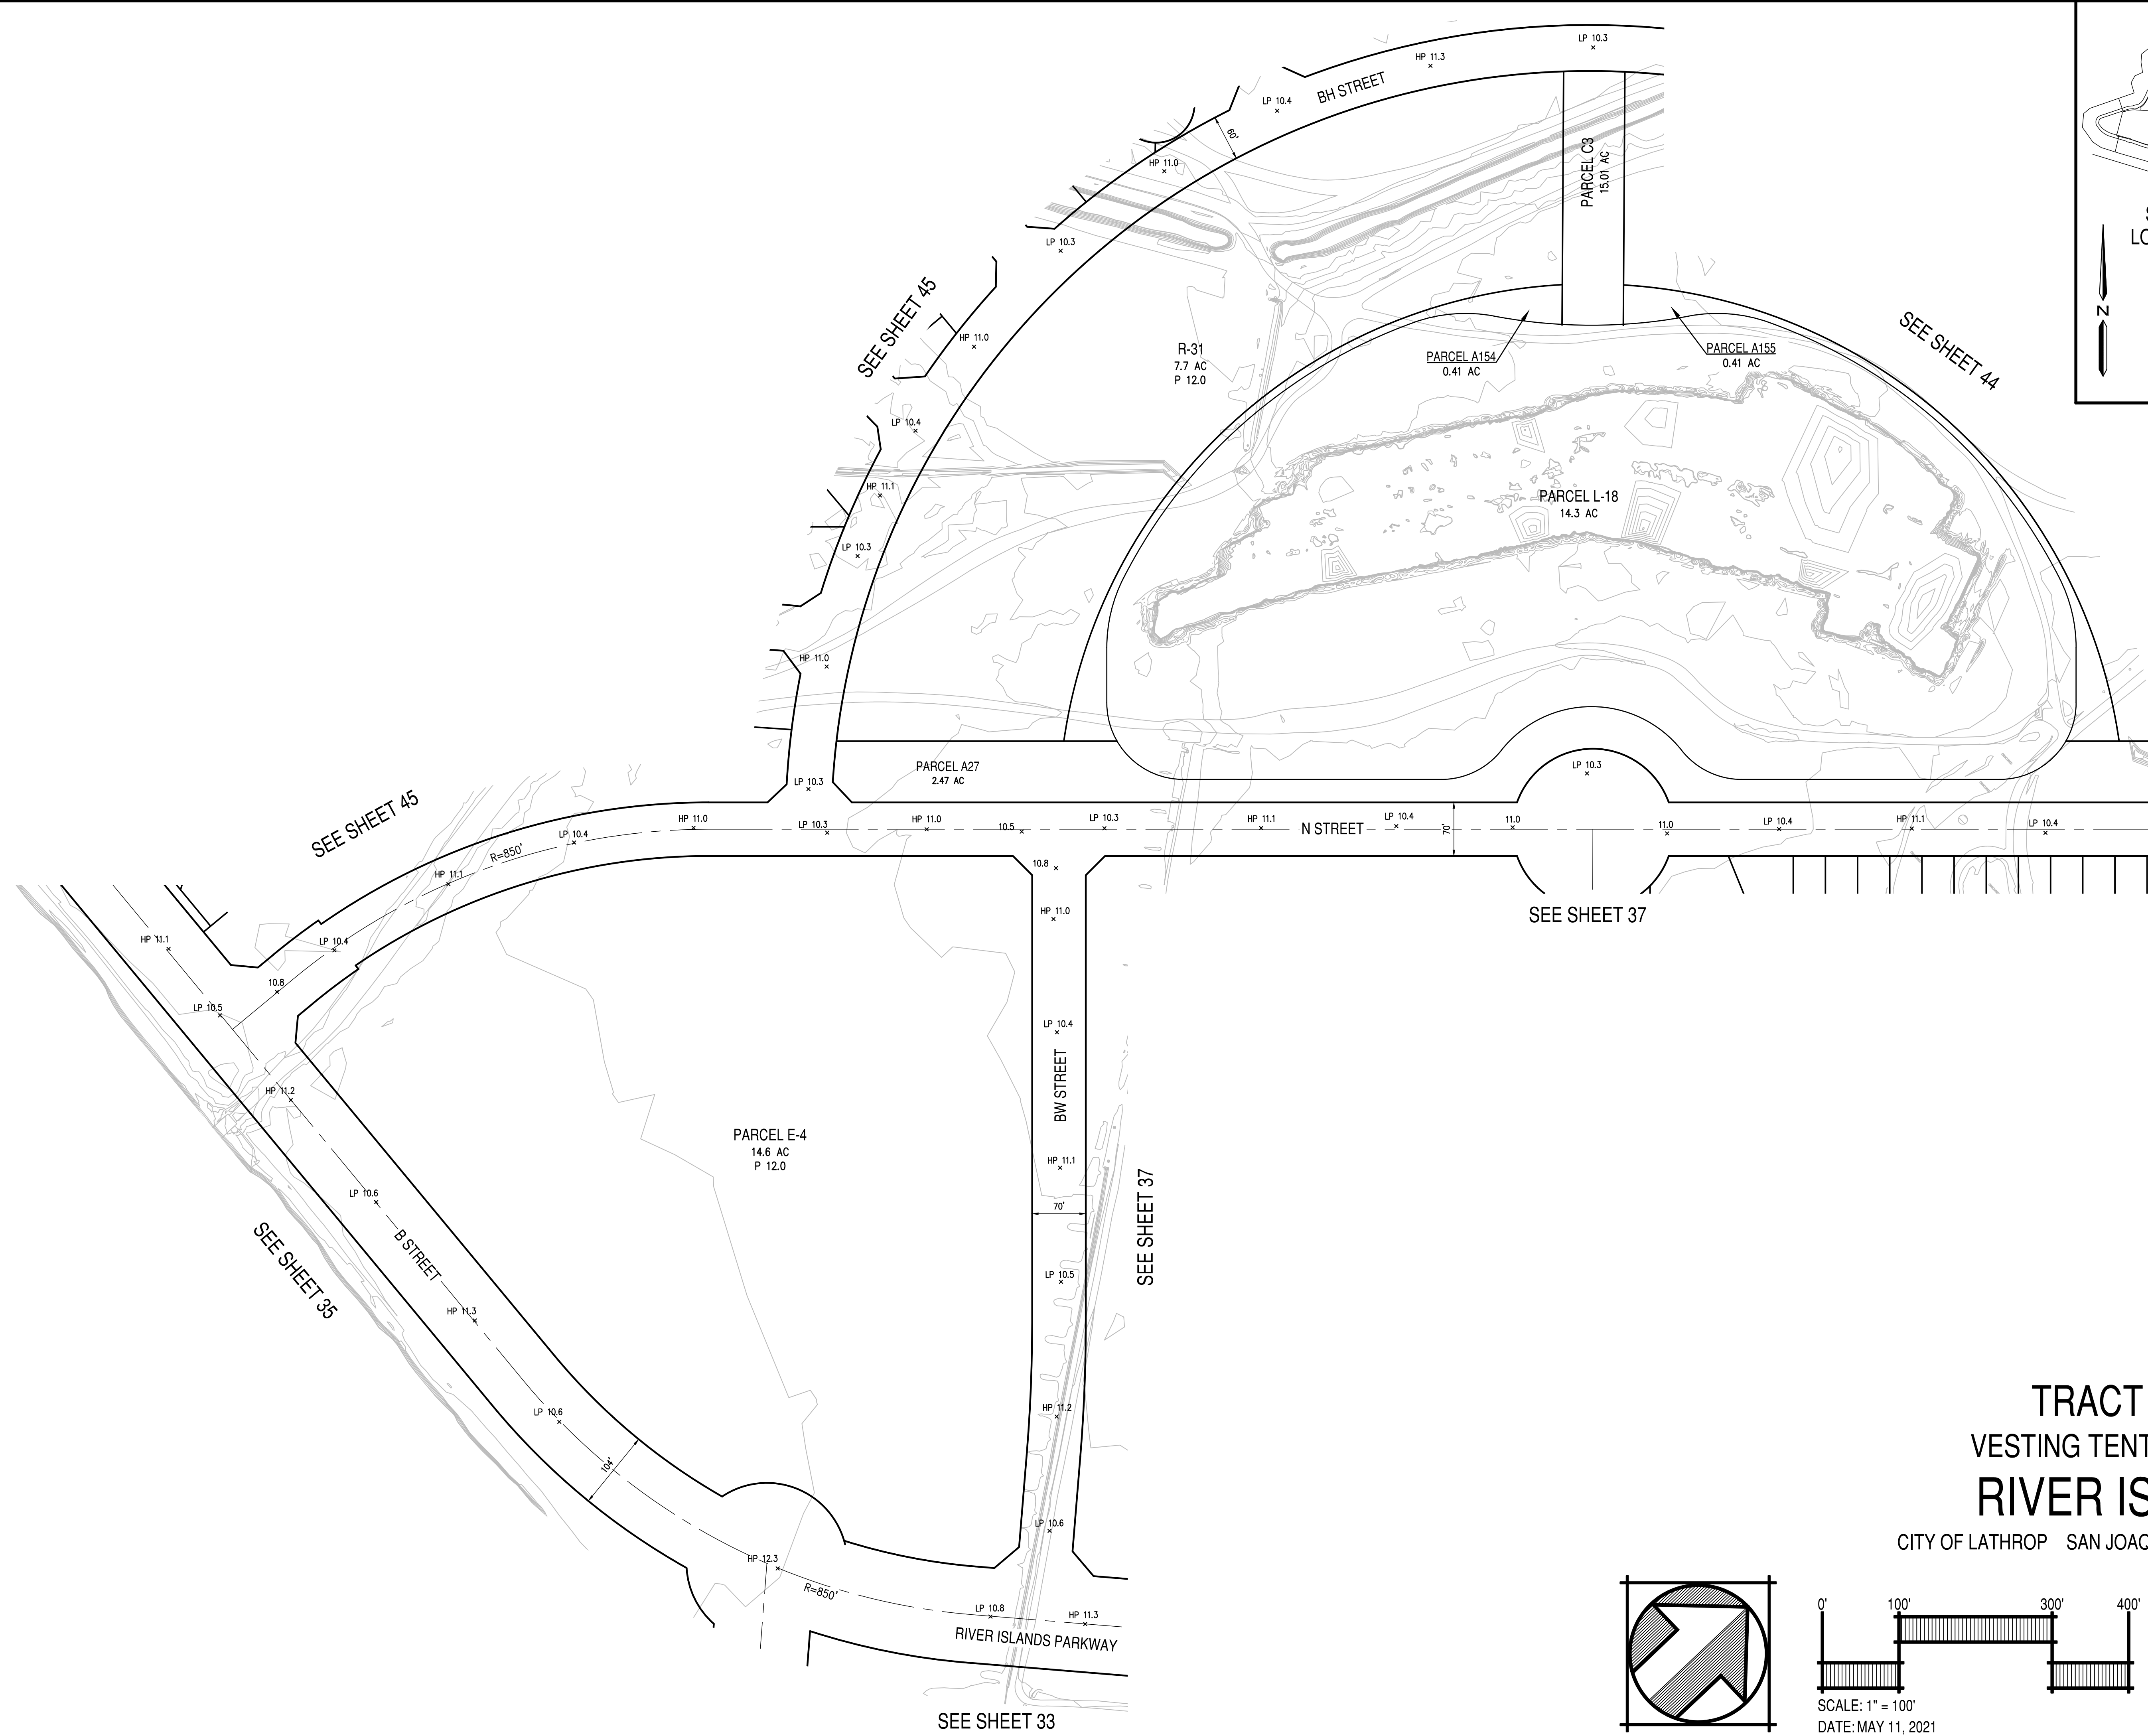 LP 10.3
HP 11.3
BH STREET
LP 10.4
60'
HP 11.0
PARCEL C3
15.01 AC
LP 10.3
SEE SHEET 45
HP 11.0
R-31
7.7 AC
P 12.0
PARCEL A154
0.41 AC
PARCEL A155
0.41 AC
SEE SHEET 44
N
LP 10.4
HP 11.1
LP 10.3
PARCEL L-18
14.3 AC
HP 11.0
PARCEL A27
2.47 AC
LP 10.3
LP 10.3
SEE SHEET 45
R=850'
LP 10.4
HP 11.0
LP 10.3
HP 11.0
10.5
LP 10.3
HP 11.1
N STREET
LP 10.4
70'
11.0
11.0
LP 10.4
HP 11.1
LP 10.4
HP 11.1
10.8
HP 11.0
SEE SHEET 37
HP 11.1
LP 10.4
10.8
LP 10.5
LP 10.4
BW STREET
HP 11.2
PARCEL E-4
14.6 AC
P 12.0
HP 11.1
70'
SEE SHEET 37
LP 10.6
B STREET
SEE SHEET 35
LP 10.5
HP 11.3
LP 10.6
HP 11.2
104'
LP 10.6
HP 12.3
R=850'
LP 10.8
HP 11.3
RIVER ISLANDS PARKWAY
SEE SHEET 33
TRACT
VESTING TENT
RIVER IS
CITY OF LATHROP SAN JOAQ
0' 100' 300' 400'
SCALE: 1" = 100'
DATE: MAY 11, 2021